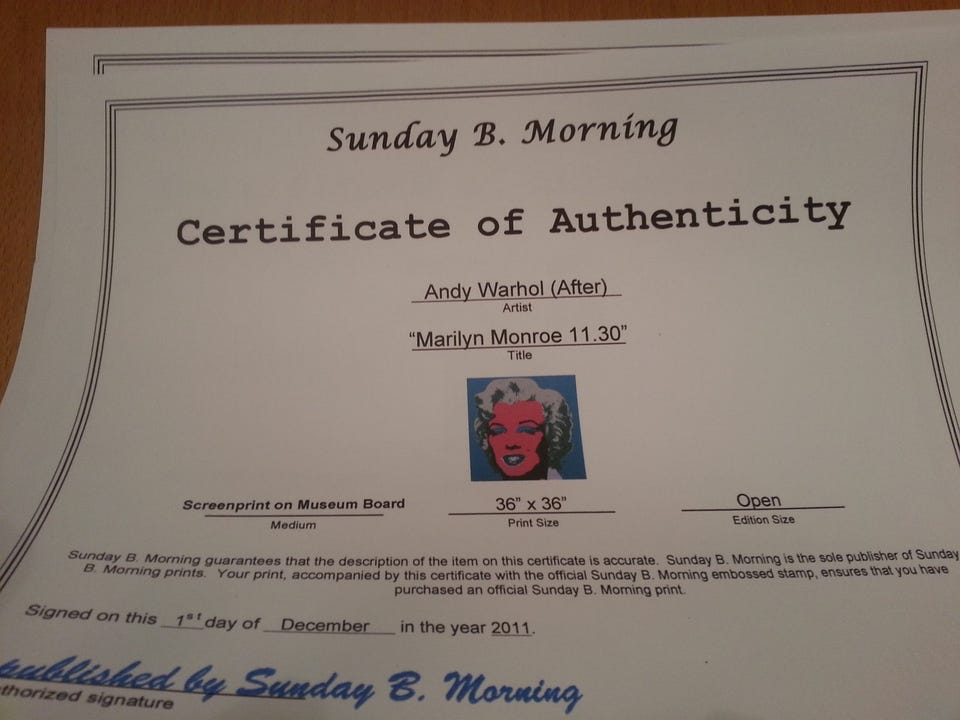 Sunday B. Morning
Certificate of Authenticity
Andy Warhol (After)
Artist
“Marilyn Monroe 11.30”
Title
Screenprint on Museum Board 36” x 36” Open
Medium Print Size Edition Size
Sunday B. Morning guarantees that the description of the item on this certificate is accurate. Sunday B. Morning is the sole publisher of Sunday
B. Morning prints. Your print, accompanied by this certificate with the official Sunday B. Morning embossed stamp, ensures that you have
purchased an official Sunday B. Morning print.
Signed on this 1st day of December in the year 2011.
published by Sunday B. Morning
thorized signature